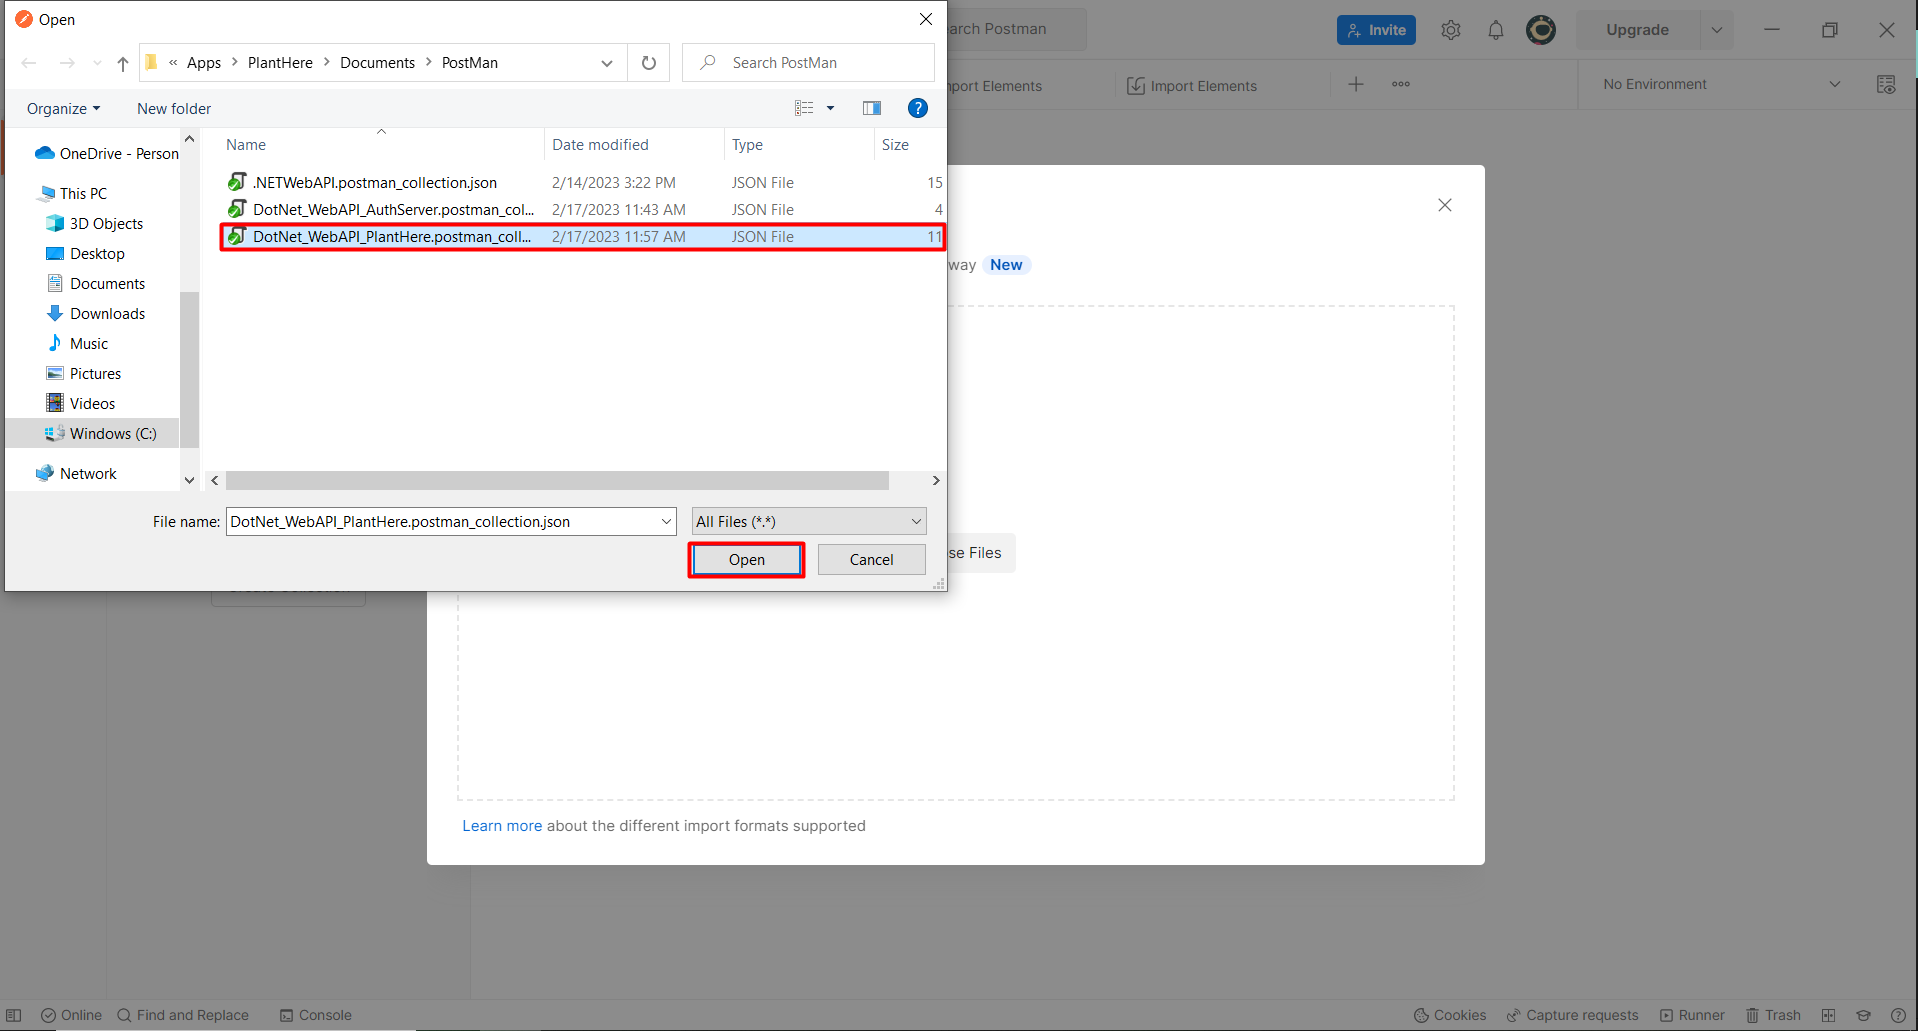 Open
Apps PlantHere Documents PostMan
Search PostMan
Organize
New folder
Name
Date modified
Type
Size
OneDrive - Person
This PC
3D Objects
Desktop
Documents
Downloads
Music
Pictures
Videos
Windows (C:)
Network
.NETWebAPI.postman_collection.json 2/14/2023 3:22 PM JSON File 15
DotNet_WebAPI_AuthServer.postman_col... 2/17/2023 11:43 AM JSON File 4
DotNet_WebAPI_PlantHere.postman_coll... 2/17/2023 11:57 AM JSON File 11
File name: DotNet_WebAPI_PlantHere.postman_collection.json
All Files (*.*)
Open
Cancel
earch Postman
Invite
Upgrade
mport Elements
Import Elements
No Environment
way New
se Files
Learn more about the different import formats supported
Online
Find and Replace
Console
Cookies
Capture requests
Runner
Trash